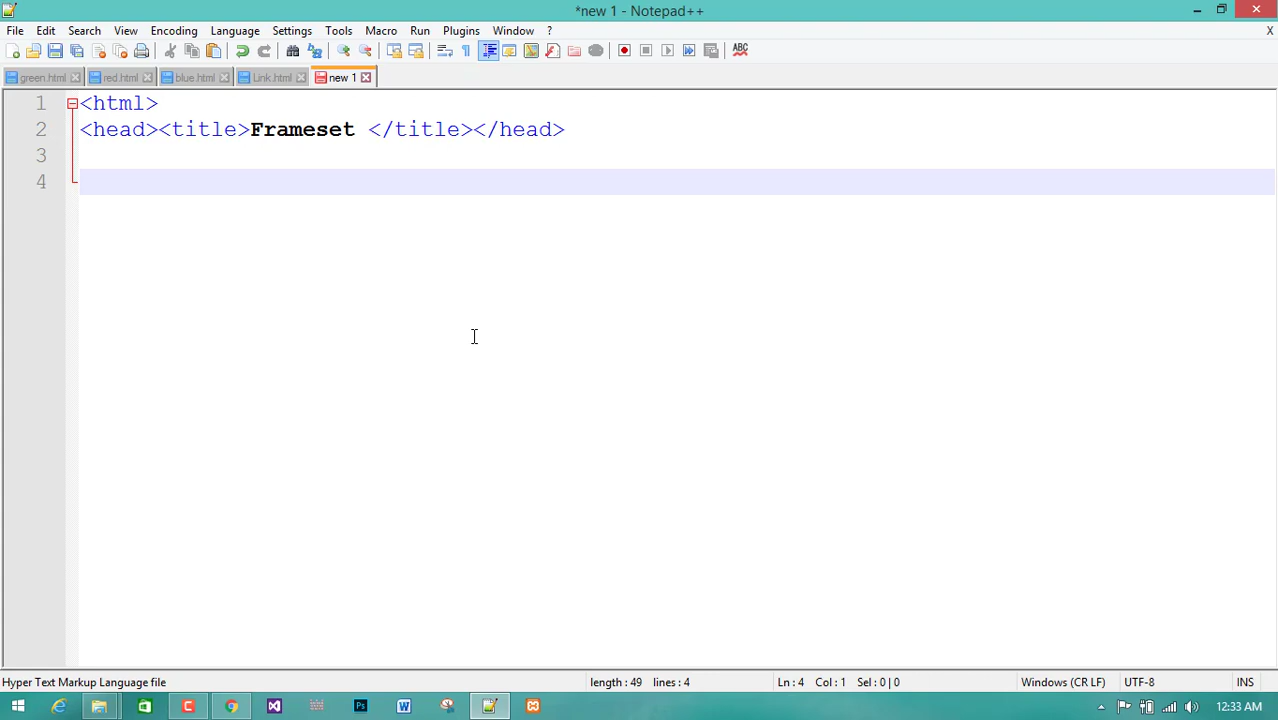 *new 1 - Notepad++
File Edit Search View Encoding Language Settings Tools Macro Run Plugins Window ? X
ABC
green.html red.html blue.html Link.html new 1
1 <html>
2 <head><title>Frameset </title></head>
3
4
Hyper Text Markup Language file length : 49 lines : 4 Ln : 4 Col : 1 Sel : 0 | 0 Windows (CR LF) UTF-8 INS
C Ps W 12:33 AM